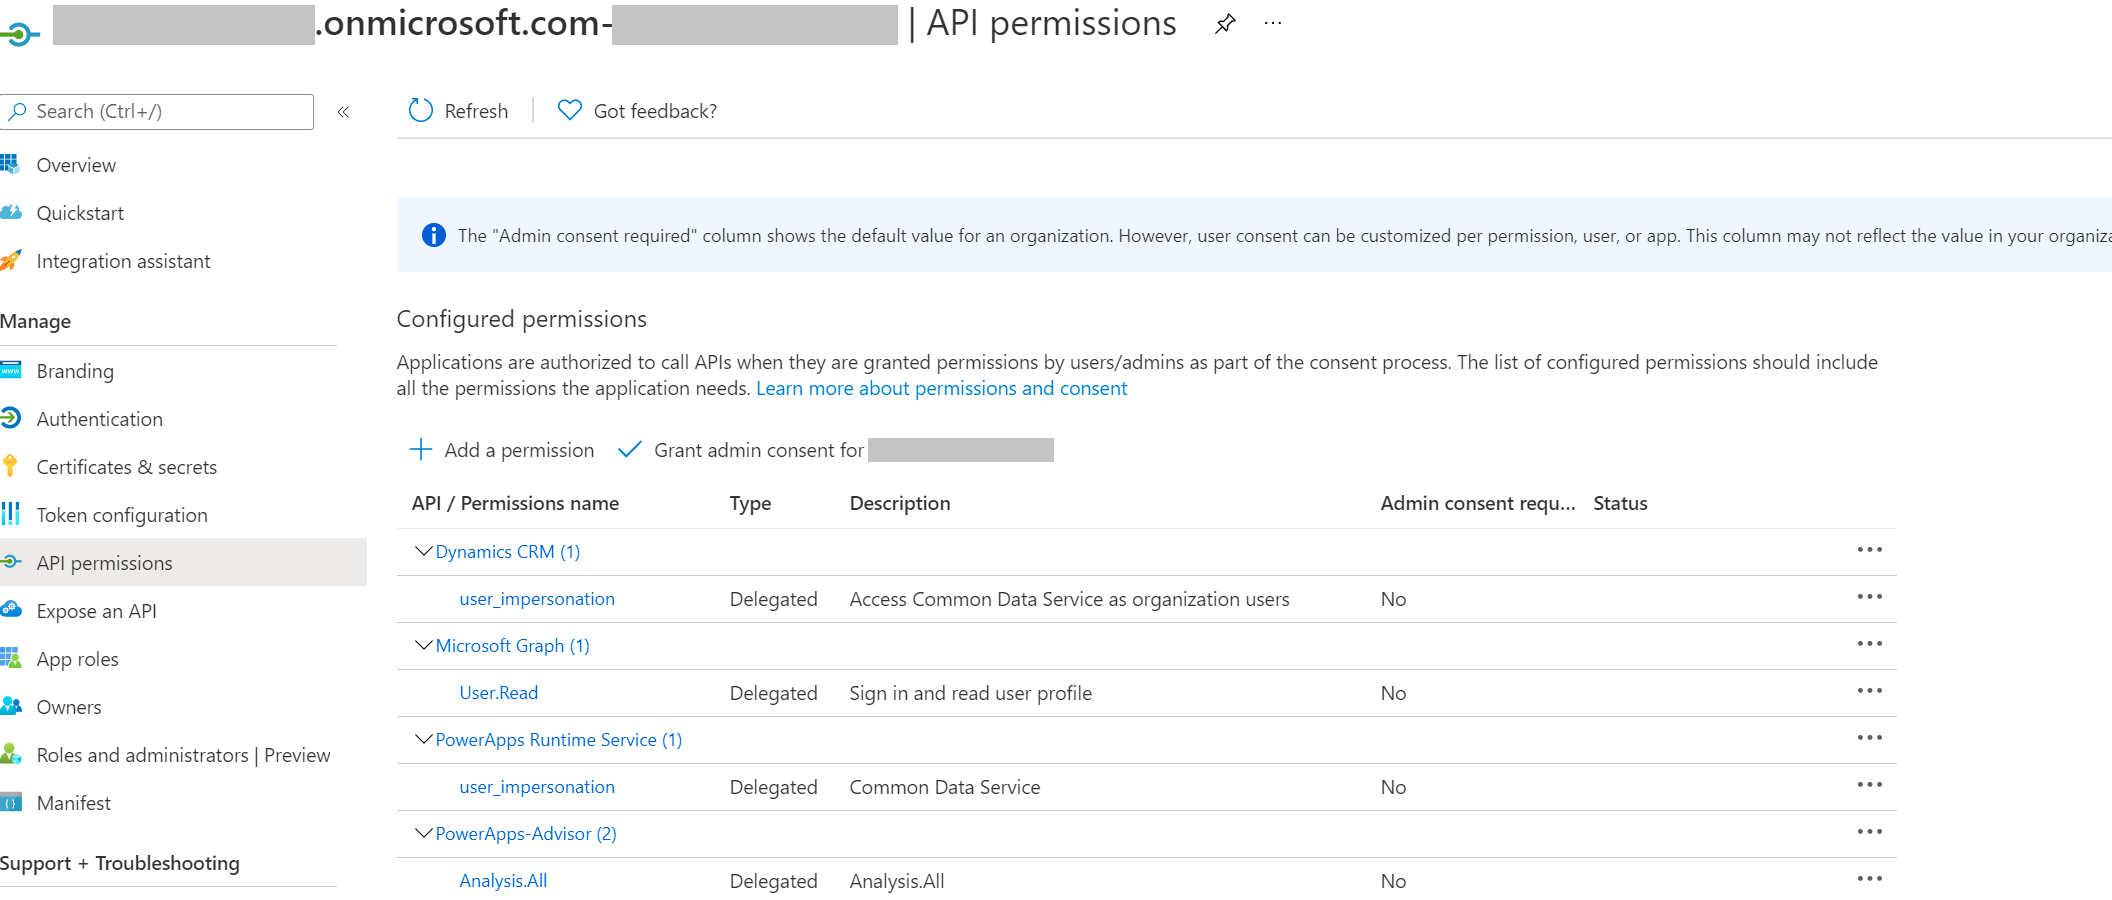 .onmicrosoft.com- | API permissions ...
Search (Ctrl+/) «
Refresh | Got feedback?
Overview
Quickstart
Integration assistant
Manage
Branding
Authentication
Certificates & secrets
Token configuration
API permissions
Expose an API
App roles
Owners
Roles and administrators | Preview
Manifest
Support + Troubleshooting
The "Admin consent required" column shows the default value for an organization. However, user consent can be customized per permission, user, or app. This column may not reflect the value in your organiza
Configured permissions
Applications are authorized to call APIs when they are granted permissions by users/admins as part of the consent process. The list of configured permissions should include
all the permissions the application needs. Learn more about permissions and consent
Add a permission Grant admin consent for
API / Permissions name Type Description Admin consent requ... Status
Dynamics CRM (1) ...
user_impersonation Delegated Access Common Data Service as organization users No ...
Microsoft Graph (1) ...
User.Read Delegated Sign in and read user profile No ...
PowerApps Runtime Service (1) ...
user_impersonation Delegated Common Data Service No ...
PowerApps-Advisor (2) ...
Analysis.All Delegated Analysis.All No ...